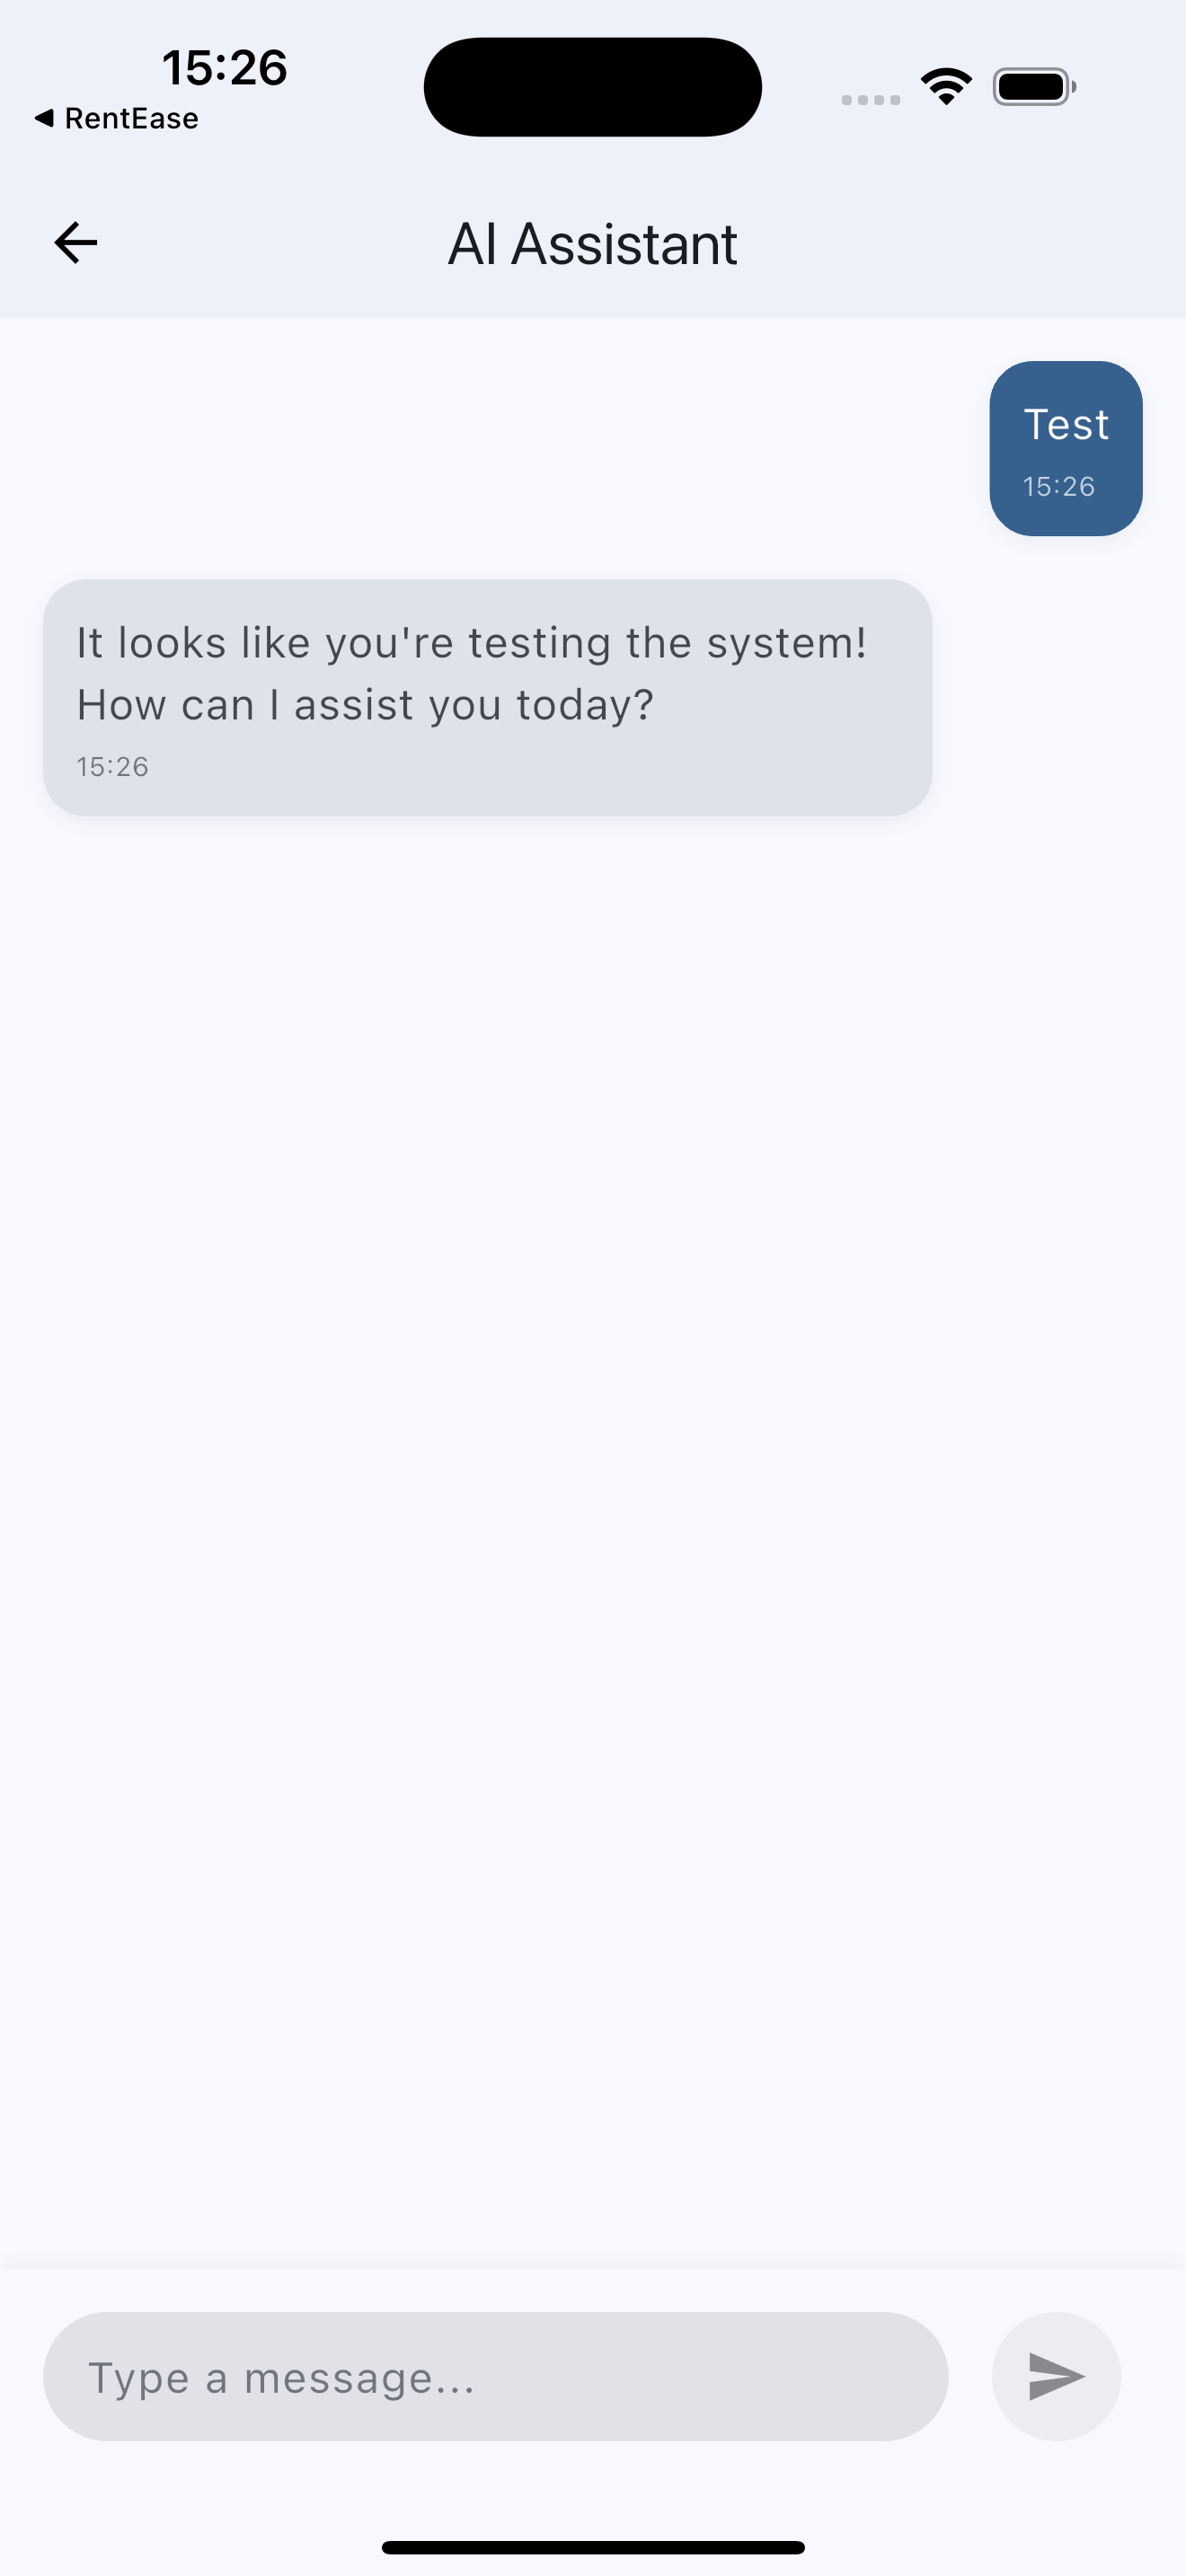 15:26
RentEase
AI Assistant
Test
15:26
It looks like you're testing the system!
How can I assist you today?
15:26
Type a message...